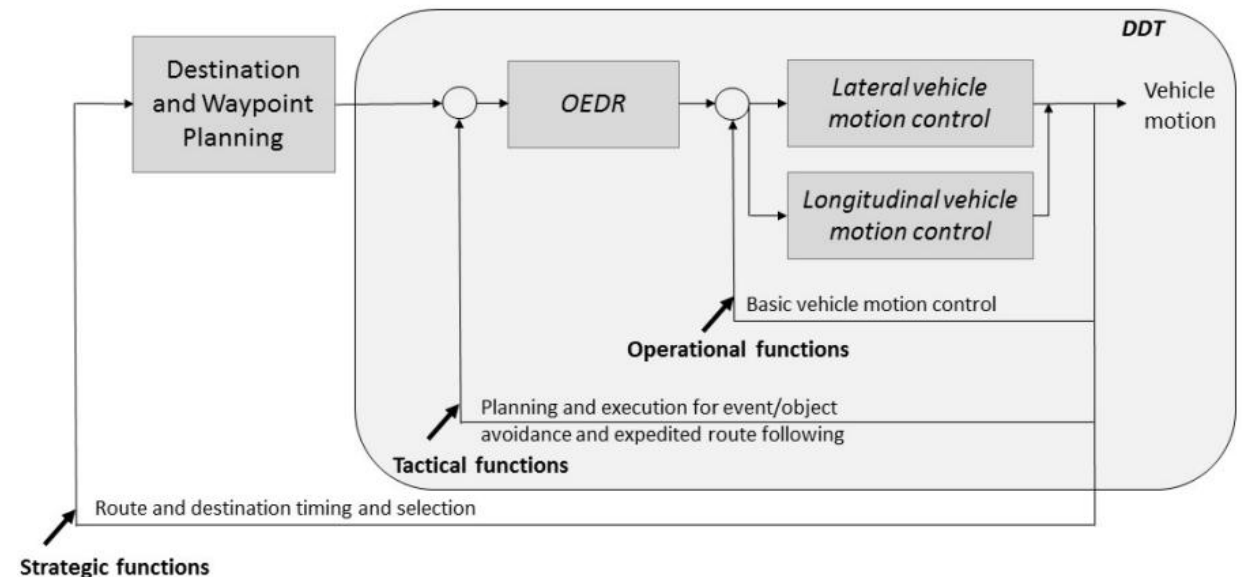 DDT
Destination
and Waypoint
Planning
OEDR
Lateral vehicle
motion control
Vehicle
motion
Longitudinal vehicle
motion control
Basic vehicle motion control
Operational functions
Planning and execution for event/object
avoidance and expedited route following
Tactical functions
Route and destination timing and selection
Strategic functions